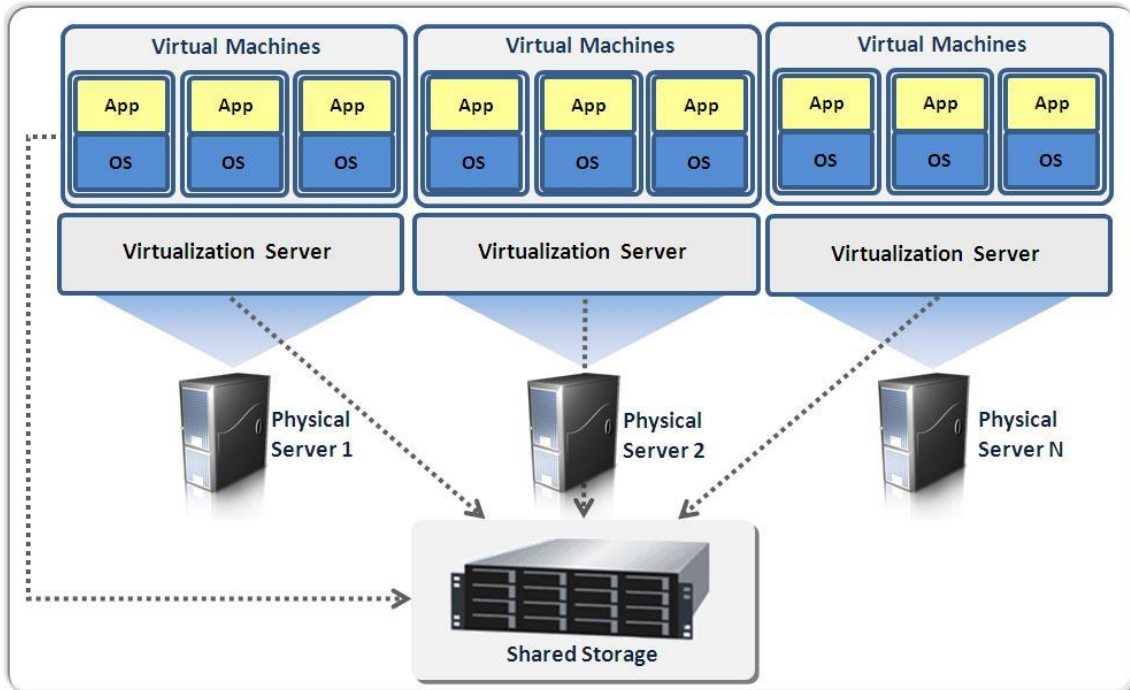 Virtual Machines
Virtual Machines
Virtual Machines
App
App
App
App
App
App
App
App
App
OS
OS
OS
OS
OS
OS
OS
OS
OS
Virtualization Server
Virtualization Server
Virtualization Server
Physical
Server 1
Physical
Server 2
Physical
Server N
Shared Storage